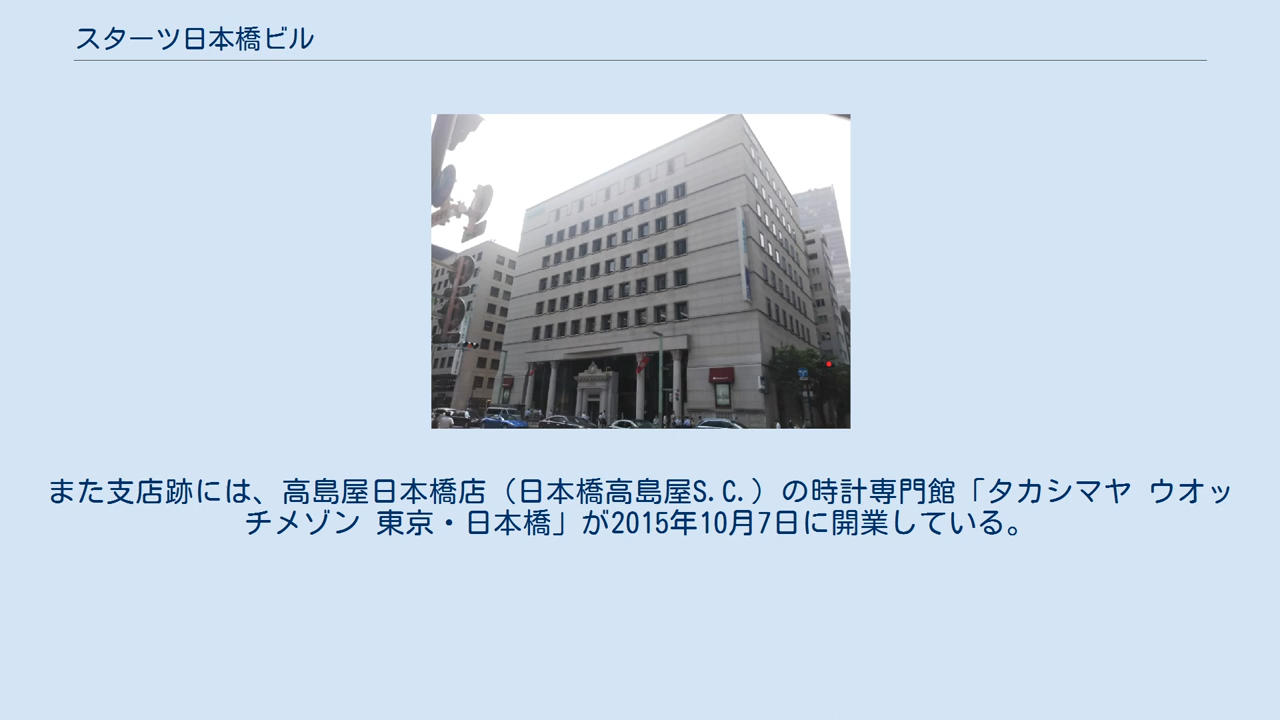 スターツ日本橋ビル
また支店跡には、高島屋日本橋店（日本橋高島屋S.C.）の時計専門館「タカシマヤ ウオッ
チメゾン 東京・日本橋」が2015年10月7日に開業している。